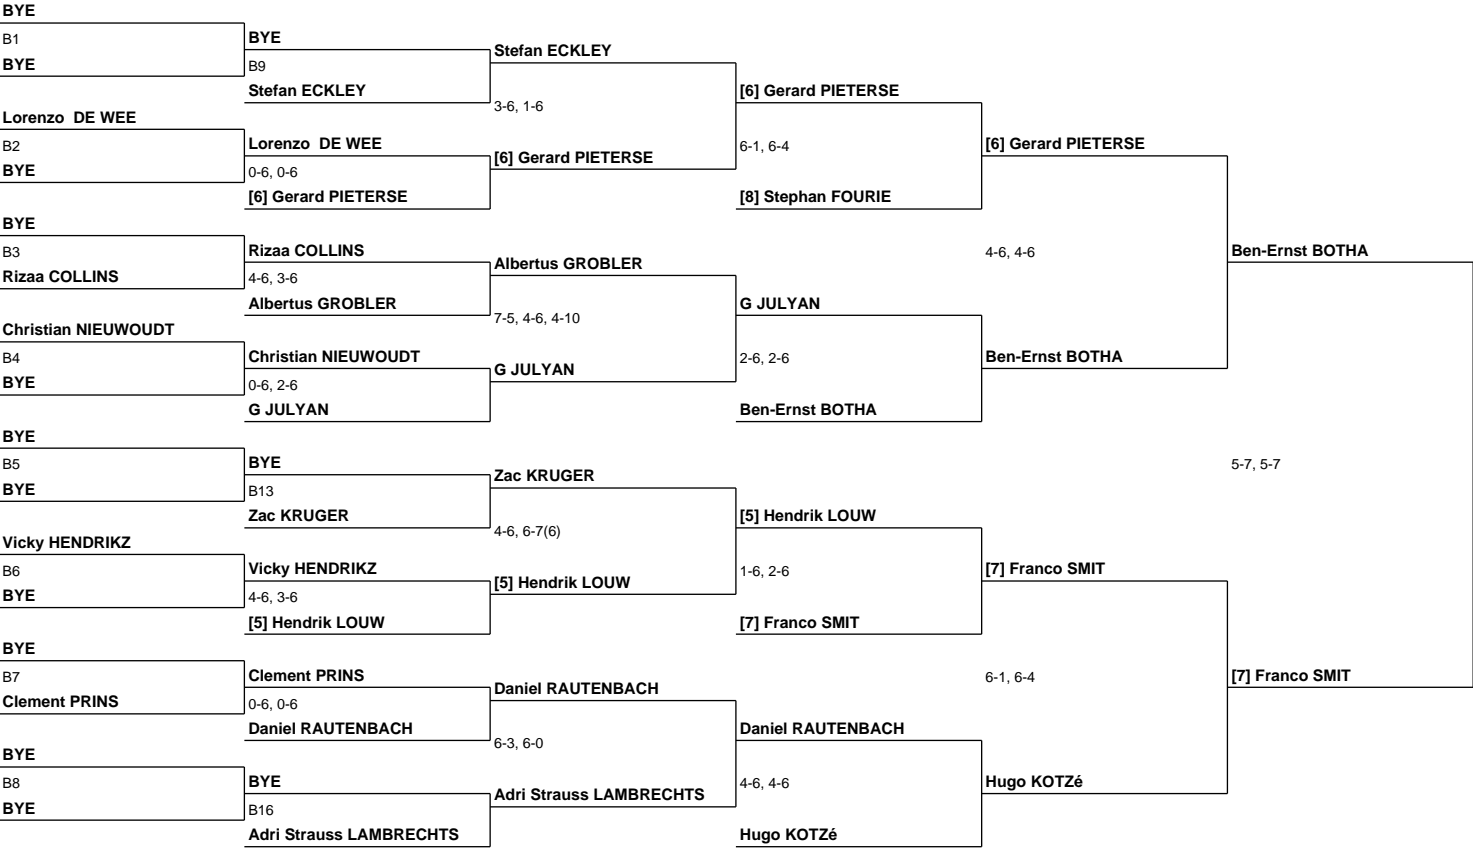 BYE
B1
BYE
Lorenzo  DE WEE
B2
BYE
BYE
B3
Rizaa COLLINS
Christian NIEUWOUDT
B4
BYE
BYE
B5
BYE
Vicky HENDRIKZ
B6
BYE
BYE
B7
Clement PRINS
BYE
B8
BYE
BYE
B9
Stefan ECKLEY
Lorenzo  DE WEE
0-6, 0-6
[6] Gerard PIETERSE
Rizaa COLLINS
4-6, 3-6
Albertus GROBLER
Christian NIEUWOUDT
0-6, 2-6
G JULYAN
BYE
B13
Zac KRUGER
Vicky HENDRIKZ
4-6, 3-6
[5] Hendrik LOUW
Clement PRINS
0-6, 0-6
Daniel RAUTENBACH
BYE
B16
Adri Strauss LAMBRECHTS
Stefan ECKLEY
3-6, 1-6
[6] Gerard PIETERSE
Albertus GROBLER
7-5, 4-6, 4-10
G JULYAN
Zac KRUGER
4-6, 6-7(6)
[5] Hendrik LOUW
Daniel RAUTENBACH
6-3, 6-0
Adri Strauss LAMBRECHTS
[6] Gerard PIETERSE
6-1, 6-4
[8] Stephan FOURIE
G JULYAN
2-6, 2-6
Ben-Ernst BOTHA
[5] Hendrik LOUW
1-6, 2-6
[7] Franco SMIT
Daniel RAUTENBACH
4-6, 4-6
Hugo KOTZé
[6] Gerard PIETERSE
4-6, 4-6
Ben-Ernst BOTHA
[7] Franco SMIT
6-1, 6-4
Hugo KOTZé
Ben-Ernst BOTHA
5-7, 5-7
[7] Franco SMIT